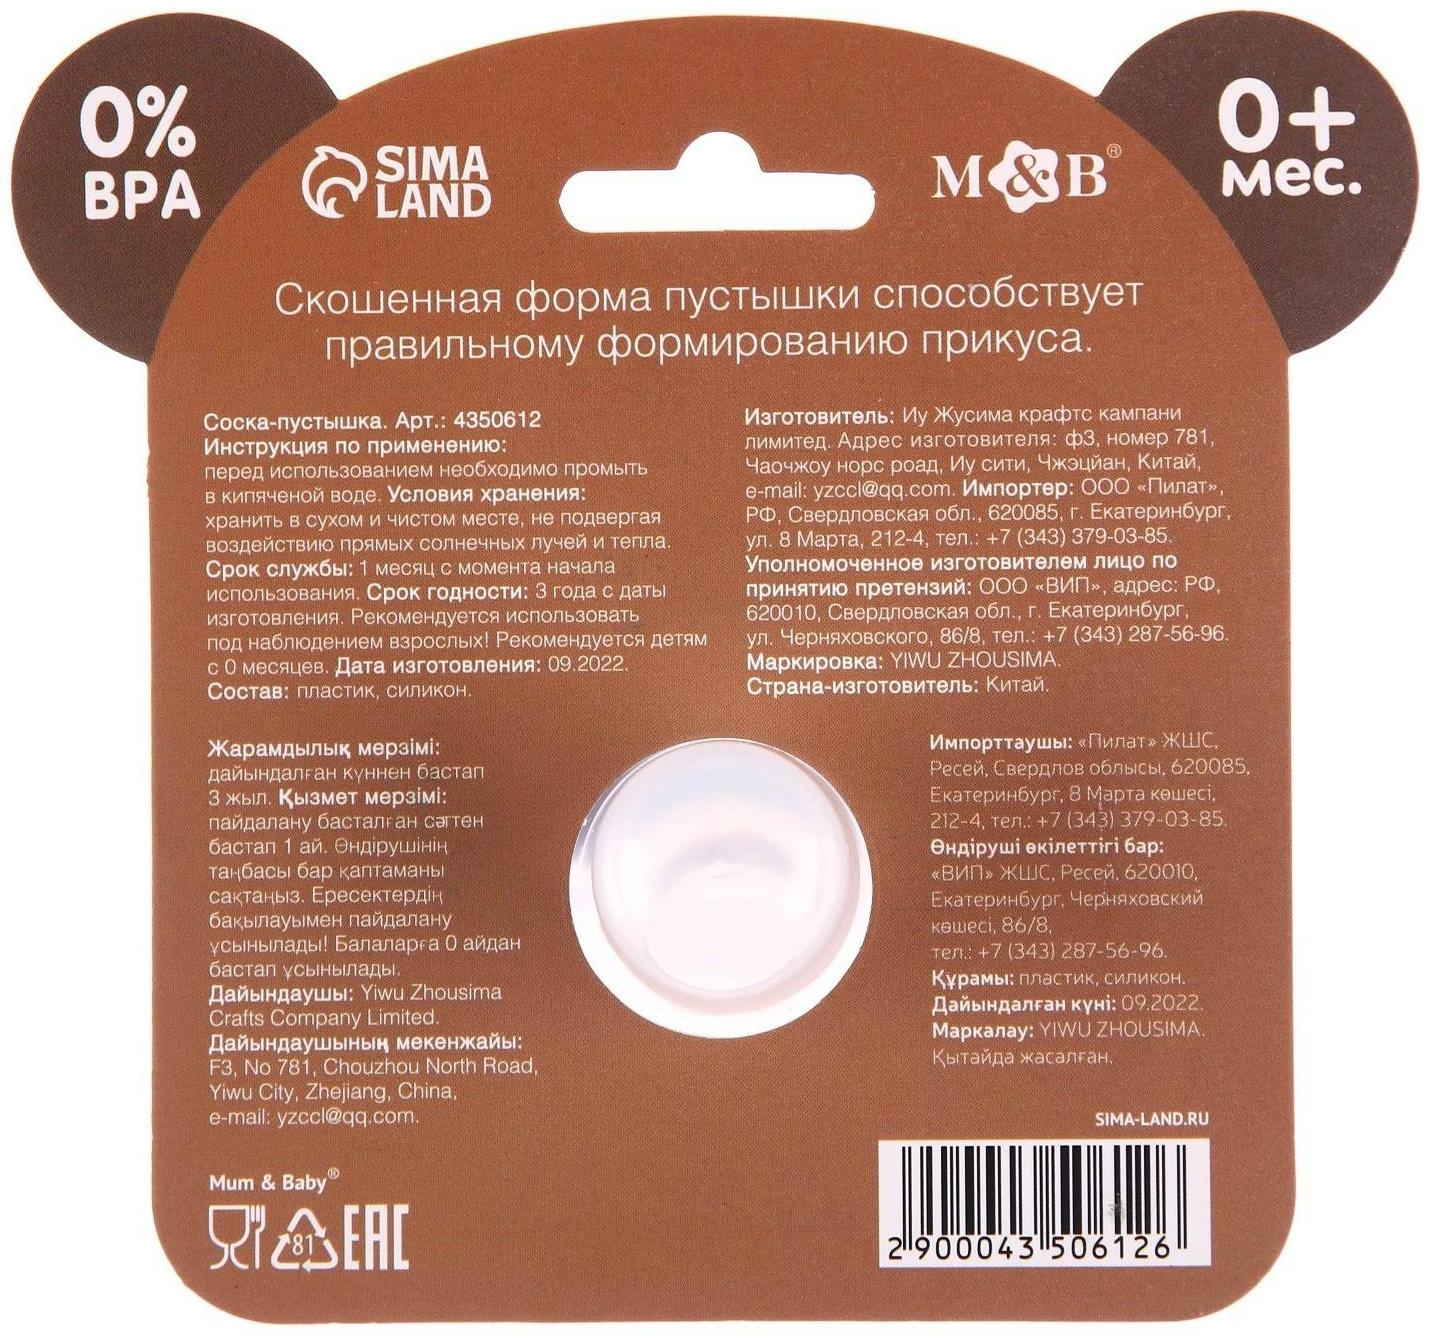 0%
BPA
SIMA
LAND
M&B®
0+
мес.
Скошенная форма пустышки способствует
правильному формированию прикуса.
Соска-пустышка. Арт.: 4350612
Инструкция по применению:
перед использованием необходимо промыть
в кипяченой воде. Условия хранения:
хранить в сухом и чистом месте, не подвергая
воздействию прямых солнечных лучей и тепла.
Срок службы: 1 месяц с момента начала
использования. Срок годности: 3 года с даты
изготовления. Рекомендуется использовать
под наблюдением взрослых! Рекомендуется детям
с 0 месяцев. Дата изготовления: 09.2022.
Состав: пластик, силикон.
Изготовитель: Иу Жусима крафтс кампани
лимитед. Адрес изготовителя: ф3, номер 781,
Чаочжоу норс роад, Иу сити, Чжэцйан, Китай,
e-mail: yzccl@qq.com. Импортер: ООО «Пилат»,
РФ, Свердловская обл., 620085, г. Екатеринбург,
ул. 8 Марта, 212-4, тел.: +7 (343) 379-03-85.
Уполномоченное изготовителем лицо по
принятию претензий: ООО «ВИП», адрес: РФ,
620010, Свердловская обл., г. Екатеринбург,
ул. Черняховского, 86/8, тел.: +7 (343) 287-56-96.
Маркировка: YIWU ZHOUSIMA.
Страна-изготовитель: Китай.
Жарамдылық мерзімі:
дайындалған күннен бастап
3 жыл. Қызмет мерзімі:
пайдалану басталған сәттен
бастап 1 ай. Өндірушінің
таңбасы бар қаптаманы
сақтаңыз. Ересектердің
бақылауымен пайдалану
ұсынылады! Балаларға 0 айдан
бастап ұсынылады.
Дайындаушы: Yiwu Zhousima
Crafts Company Limited.
Дайындаушының мекенжайы:
F3, No 781, Chouzhou North Road,
Yiwu City, Zhejiang, China,
e-mail: yzccl@qq.com.
Импорттаушы: «Пилат» ЖШС,
Ресей, Свердлов облысы, 620085,
Екатеринбург, 8 Марта көшесі,
212-4, тел.: +7 (343) 379-03-85.
Өндіруші өкілеттігі бар:
«ВИП» ЖШС, Ресей, 620010,
Екатеринбург, Черняховский
көшесі, 86/8,
тел.: +7 (343) 287-56-96.
Құрамы: пластик, силикон.
Дайындалған күні: 09.2022.
Маркалау: YIWU ZHOUSIMA.
Қытайда жасалған.
SIMA-LAND.RU
Mum & Baby®
81
ЕАС
2 900043 506126